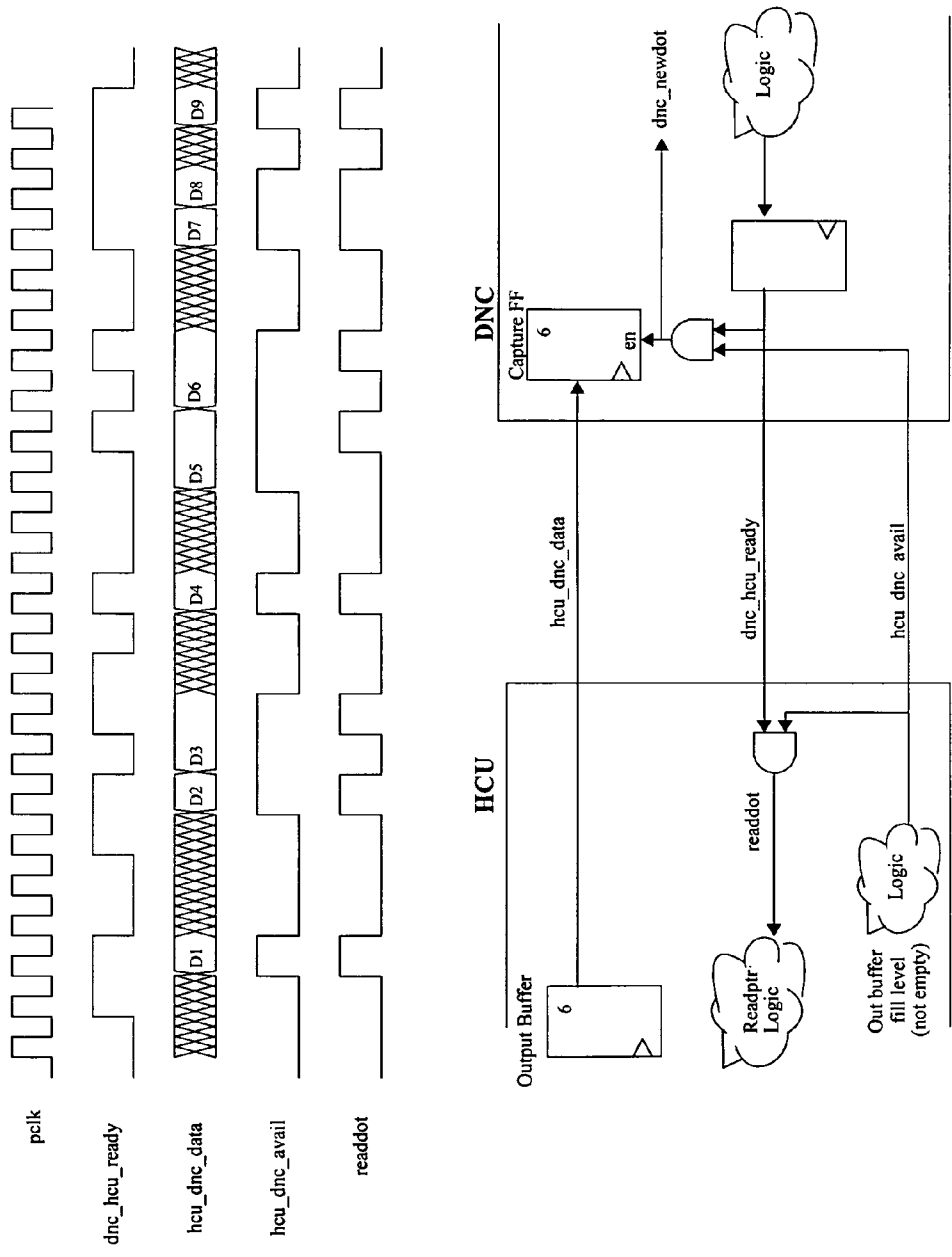 pclk
dnc_hcu_ready
hcu_dnc_data
D1 D2 D3 D4 D5 D6 D7 D8 D9
hcu_dnc_avail
readdot
HCU
DNC
Output Buffer
6
hcu_dnc_data
Capture FF
6
en
dnc_newdot
Readptr
Logic
readdot
dnc_hcu_ready
Logic
Out buffer
fill level
(not empty)
Logic
hcu_dnc_avail